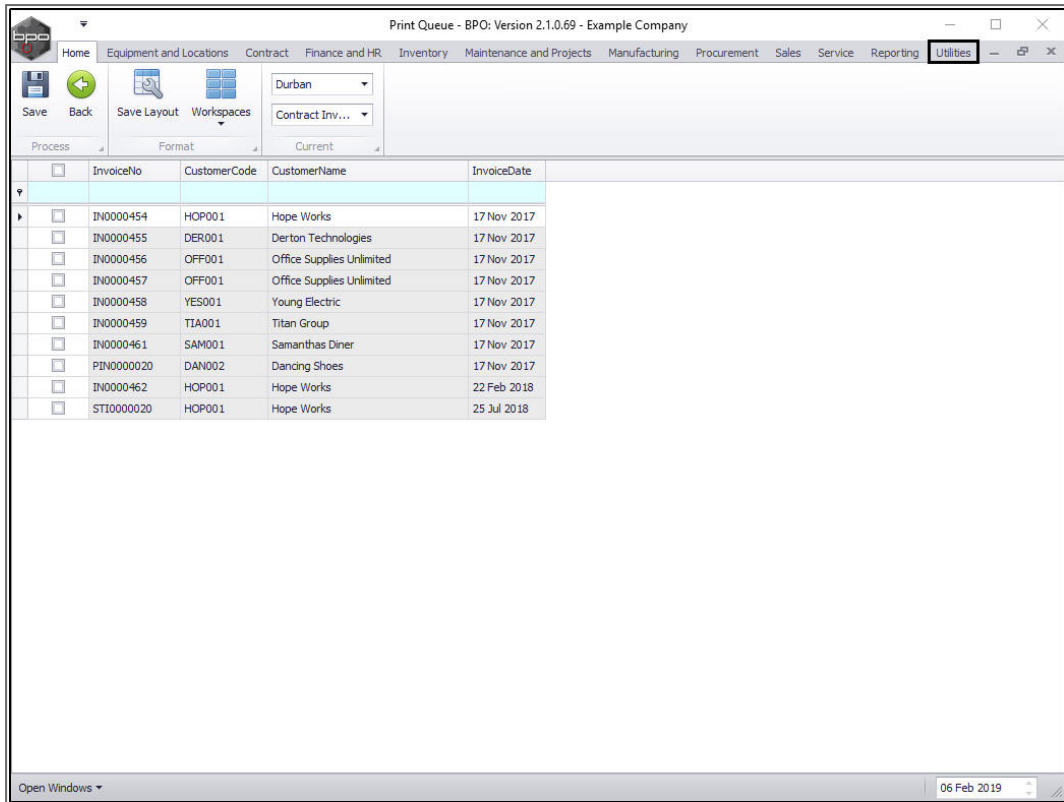 bpo
Print Queue - BPO: Version 2.1.0.69 - Example Company
Home Equipment and Locations Contract Finance and HR Inventory Maintenance and Projects Manufacturing Procurement Sales Service Reporting Utilities
Save Back Save Layout Workspaces
Durban
Contract Inv...
Process Format Current
InvoiceNo CustomerCode CustomerName InvoiceDate
IN0000454 HOP001 Hope Works 17 Nov 2017
IN0000455 DER001 Derton Technologies 17 Nov 2017
IN0000456 OFF001 Office Supplies Unlimited 17 Nov 2017
IN0000457 OFF001 Office Supplies Unlimited 17 Nov 2017
IN0000458 YES001 Young Electric 17 Nov 2017
IN0000459 TIA001 Titan Group 17 Nov 2017
IN0000461 SAM001 Samanthas Diner 17 Nov 2017
PIN0000020 DAN002 Dancing Shoes 17 Nov 2017
IN0000462 HOP001 Hope Works 22 Feb 2018
STI0000020 HOP001 Hope Works 25 Jul 2018
Open Windows 06 Feb 2019